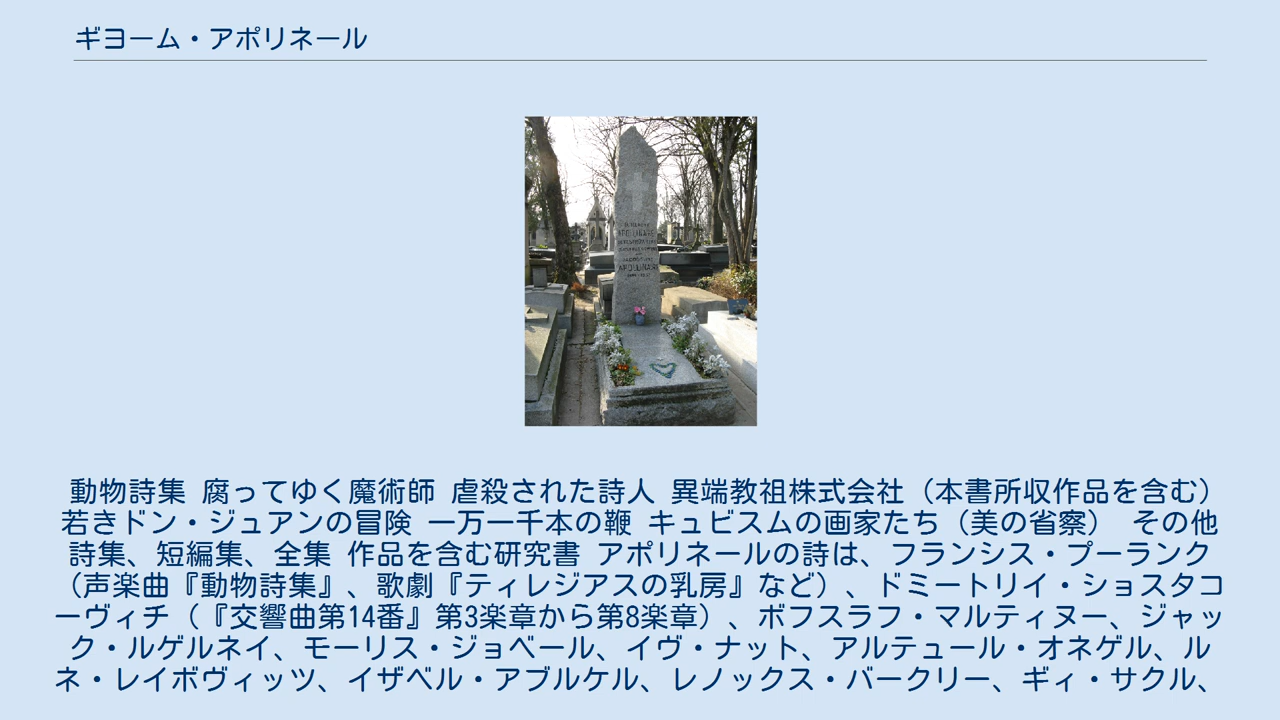 ギヨーム・アポリネール
APOLLINAIRE
動物詩集 腐ってゆく魔術師 虐殺された詩人 異端教祖株式会社（本書所収作品を含む）
若きドン・ジュアンの冒険 一万一千本の鞭 キュビスムの画家たち（美の省察） その他
詩集、短編集、全集 作品を含む研究書 アポリネールの詩は、フランシス・プーランク
（声楽曲『動物詩集』、歌劇『ティレジアスの乳房』など）、ドミートリイ・ショスタコ
ーヴィチ（『交響曲第14番』第3楽章から第8楽章）、ボフスラフ・マルティヌー、ジャッ
ク・ルゲルネイ、モーリス・ジョベール、イヴ・ナット、アルテュール・オネゲル、ル
ネ・レイボヴィッツ、イザベル・アブルケル、レノックス・バークリー、ギィ・サクル、